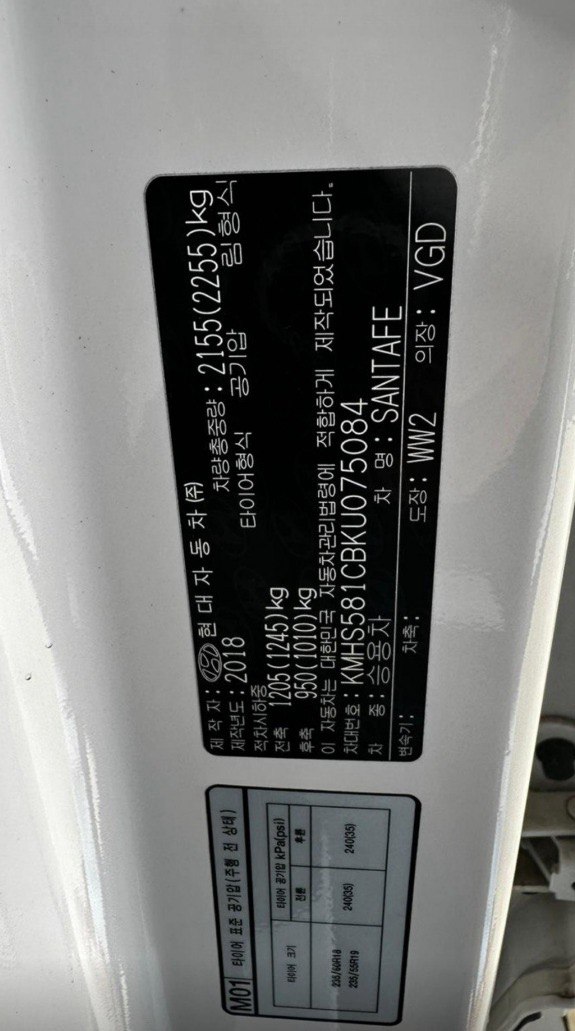 제 작 자 : 현 대 자 동 차 (주)
제작년도 : 2018 차량총중량 : 2155(2255)kg
적차시하중 타이어형식 공기압 림형식
전축 1205(1245)kg
후축 950(1010)kg
이 자동차는 대한민국 자동차관리법령에 적합하게 제작되었습니다.
차대번호 : KMHS581CBKU075084
차 종 : 승용차 차 명 : SANTAFE
변속기 : 차축 : 도장 : WW2 의장 : VGD
M01 타이어 표준 공기압(주행 전 상태)
타이어 크기 타이어 공기압 kPa(psi)
전륜 후륜
235/60R18 240(35) 240(35)
235/55R19